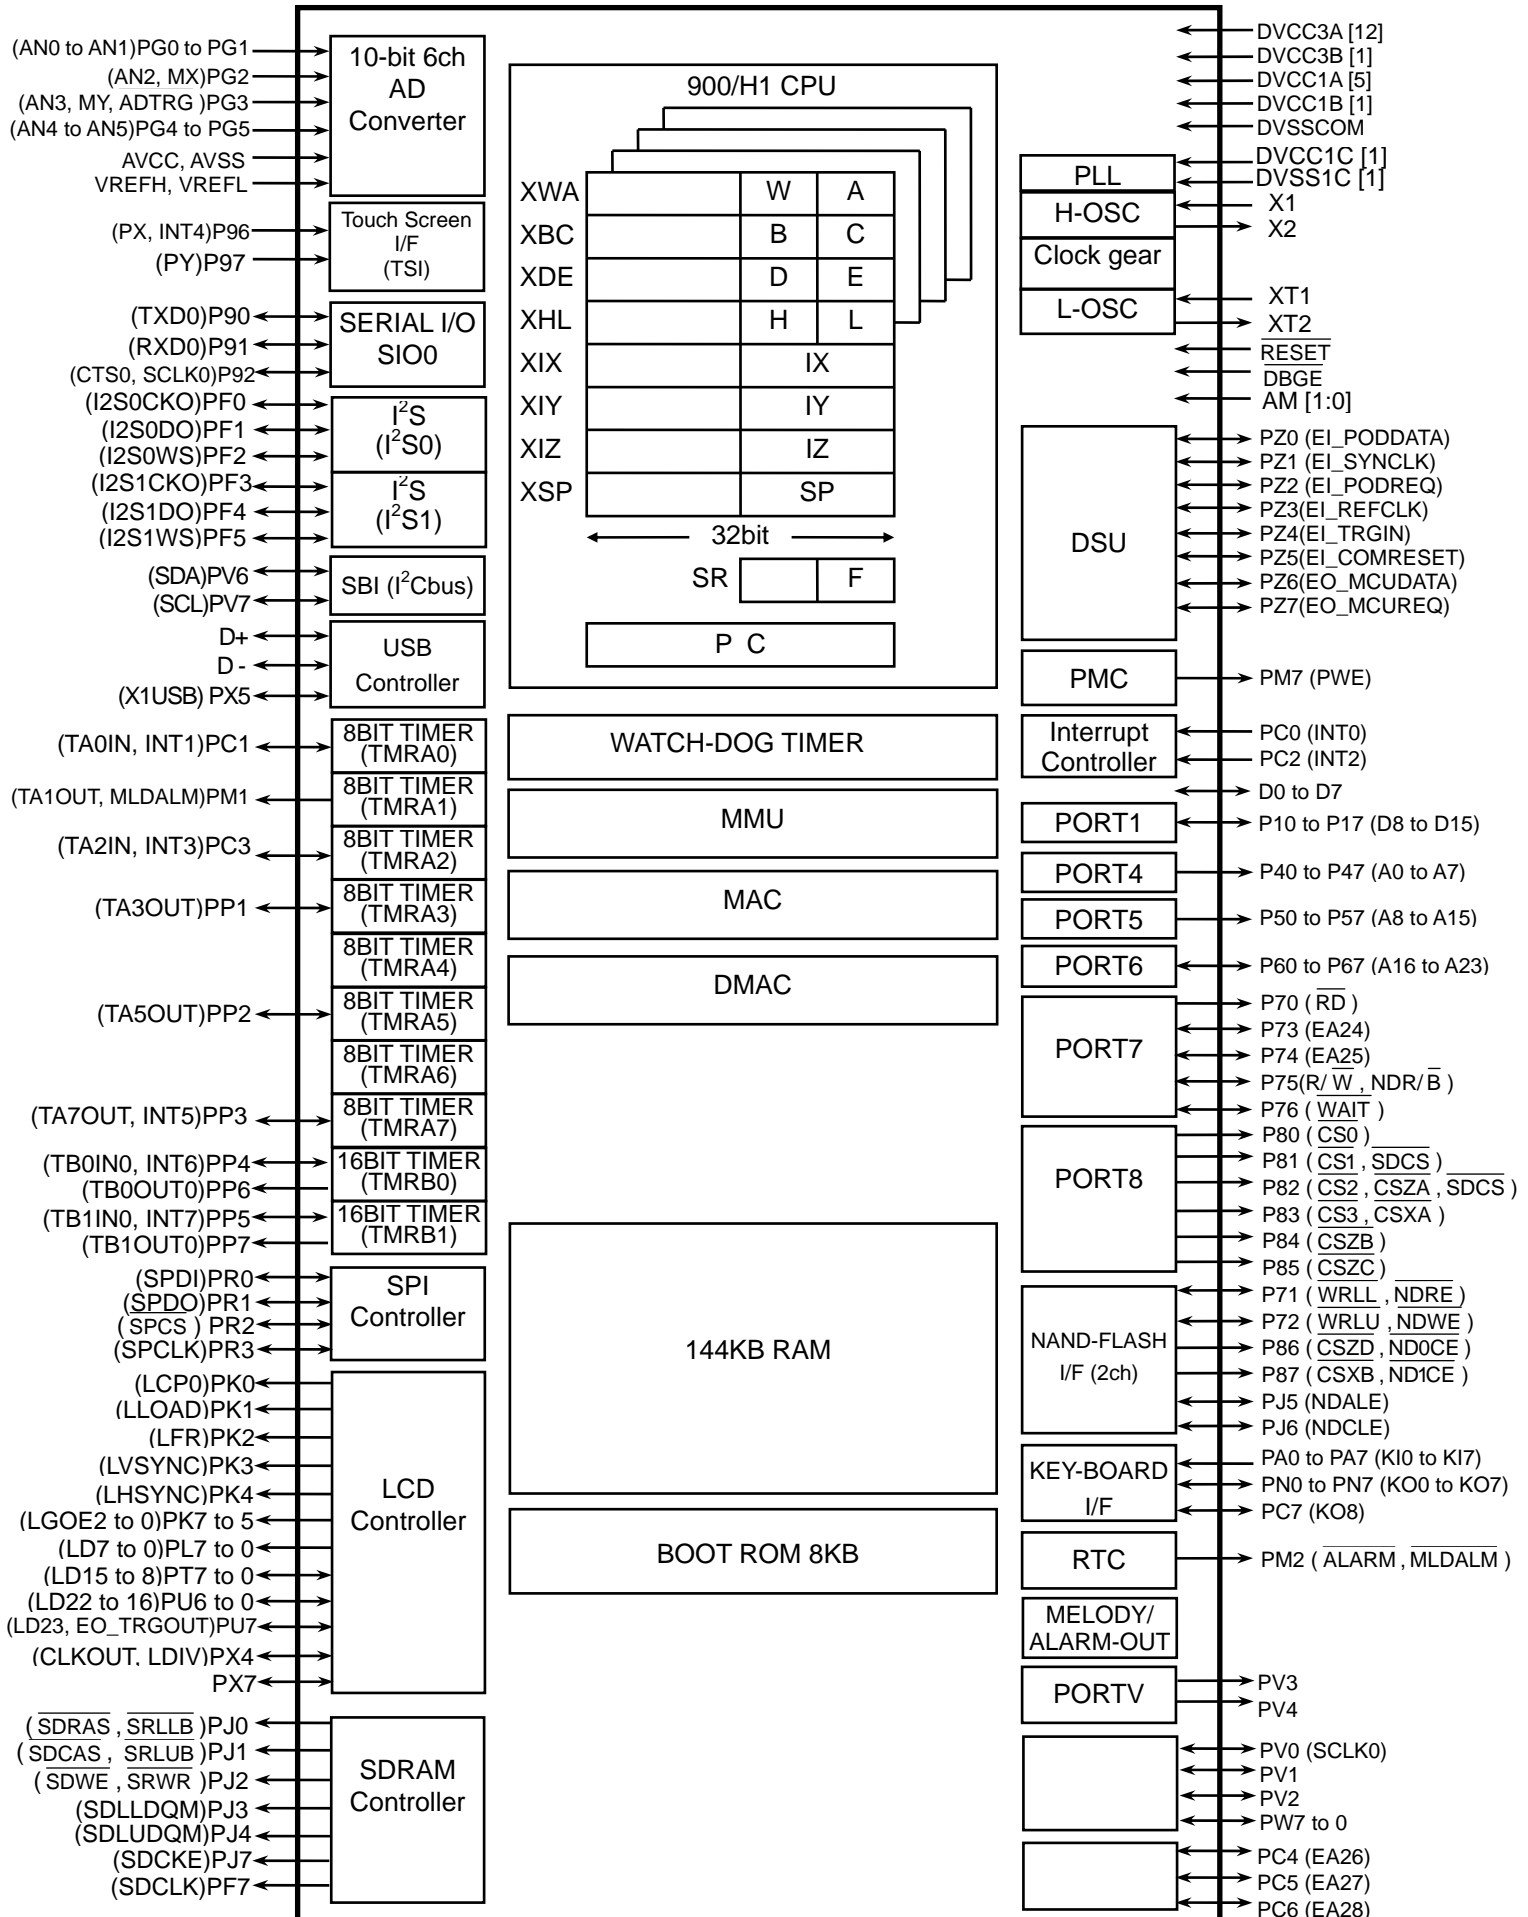 (AN0 to AN1)PG0 to PG1
(AN2, MX)PG2
(AN3, MY, ADTRG )PG3
(AN4 to AN5)PG4 to PG5
AVCC, AVSS
VREFH, VREFL
10-bit 6ch
AD
Converter
(PX, INT4)P96
(PY)P97
Touch Screen
I/F
(TSI)
(TXD0)P90
(RXD0)P91
(CTS0, SCLK0)P92
SERIAL I/O
SIO0
(I2S0CKO)PF0
(I2S0DO)PF1
(I2S0WS)PF2
I2S
(I2S0)
(I2S1CKO)PF3
(I2S1DO)PF4
(I2S1WS)PF5
I2S
(I2S1)
(SDA)PV6
(SCL)PV7
SBI (I2Cbus)
D+
D -
(X1USB) PX5
USB
Controller
(TA0IN, INT1)PC1
8BIT TIMER
(TMRA0)
(TA1OUT, MLDALM)PM1
8BIT TIMER
(TMRA1)
(TA2IN, INT3)PC3
8BIT TIMER
(TMRA2)
(TA3OUT)PP1
8BIT TIMER
(TMRA3)
8BIT TIMER
(TMRA4)
(TA5OUT)PP2
8BIT TIMER
(TMRA5)
8BIT TIMER
(TMRA6)
(TA7OUT, INT5)PP3
8BIT TIMER
(TMRA7)
(TB0IN0, INT6)PP4
(TB0OUT0)PP6
16BIT TIMER
(TMRB0)
(TB1IN0, INT7)PP5
(TB1OUT0)PP7
16BIT TIMER
(TMRB1)
(SPDI)PR0
(SPDO)PR1
( SPCS ) PR2
(SPCLK)PR3
SPI
Controller
(LCP0)PK0
(LLOAD)PK1
(LFR)PK2
(LVSYNC)PK3
(LHSYNC)PK4
(LGOE2 to 0)PK7 to 5
(LD7 to 0)PL7 to 0
(LD15 to 8)PT7 to 0
(LD22 to 16)PU6 to 0
(LD23, EO_TRGOUT)PU7
(CLKOUT, LDIV)PX4
PX7
LCD
Controller
( SDRAS , SRLLB )PJ0
( SDCAS , SRLUB )PJ1
( SDWE , SRWR )PJ2
(SDLLDQM)PJ3
(SDLUDQM)PJ4
(SDCKE)PJ7
(SDCLK)PF7
SDRAM
Controller
900/H1 CPU
XWA W A
XBC B C
XDE D E
XHL H L
XIX IX
XIY IY
XIZ IZ
XSP SP
32bit
SR F
P C
WATCH-DOG TIMER
MMU
MAC
DMAC
144KB RAM
BOOT ROM 8KB
DVCC3A [12]
DVCC3B [1]
DVCC1A [5]
DVCC1B [1]
DVSSCOM
PLL
DVCC1C [1]
DVSS1C [1]
H-OSC
X1
X2
Clock gear
L-OSC
XT1
XT2
RESET
DBGE
AM [1:0]
DSU
PZ0 (EI_PODDATA)
PZ1 (EI_SYNCLK)
PZ2 (EI_PODREQ)
PZ3(EI_REFCLK)
PZ4(EI_TRGIN)
PZ5(EI_COMRESET)
PZ6(EO_MCUDATA)
PZ7(EO_MCUREQ)
PMC
PM7 (PWE)
Interrupt
Controller
PC0 (INT0)
PC2 (INT2)
D0 to D7
PORT1
P10 to P17 (D8 to D15)
PORT4
P40 to P47 (A0 to A7)
PORT5
P50 to P57 (A8 to A15)
PORT6
P60 to P67 (A16 to A23)
PORT7
P70 ( RD )
P73 (EA24)
P74 (EA25)
P75(R/ W , NDR/ B )
P76 ( WAIT )
PORT8
P80 ( CS0 )
P81 ( CS1 , SDCS )
P82 ( CS2 , CSZA , SDCS )
P83 ( CS3 , CSXA )
P84 ( CSZB )
P85 ( CSZC )
NAND-FLASH
I/F (2ch)
P71 ( WRLL , NDRE )
P72 ( WRLU , NDWE )
P86 ( CSZD , ND0CE )
P87 ( CSXB , ND1CE )
PJ5 (NDALE)
PJ6 (NDCLE)
KEY-BOARD
I/F
PA0 to PA7 (KI0 to KI7)
PN0 to PN7 (KO0 to KO7)
PC7 (KO8)
RTC
PM2 ( ALARM , MLDALM )
MELODY/
ALARM-OUT
PORTV
PV3
PV4
PV0 (SCLK0)
PV1
PV2
PW7 to 0
PC4 (EA26)
PC5 (EA27)
PC6 (EA28)